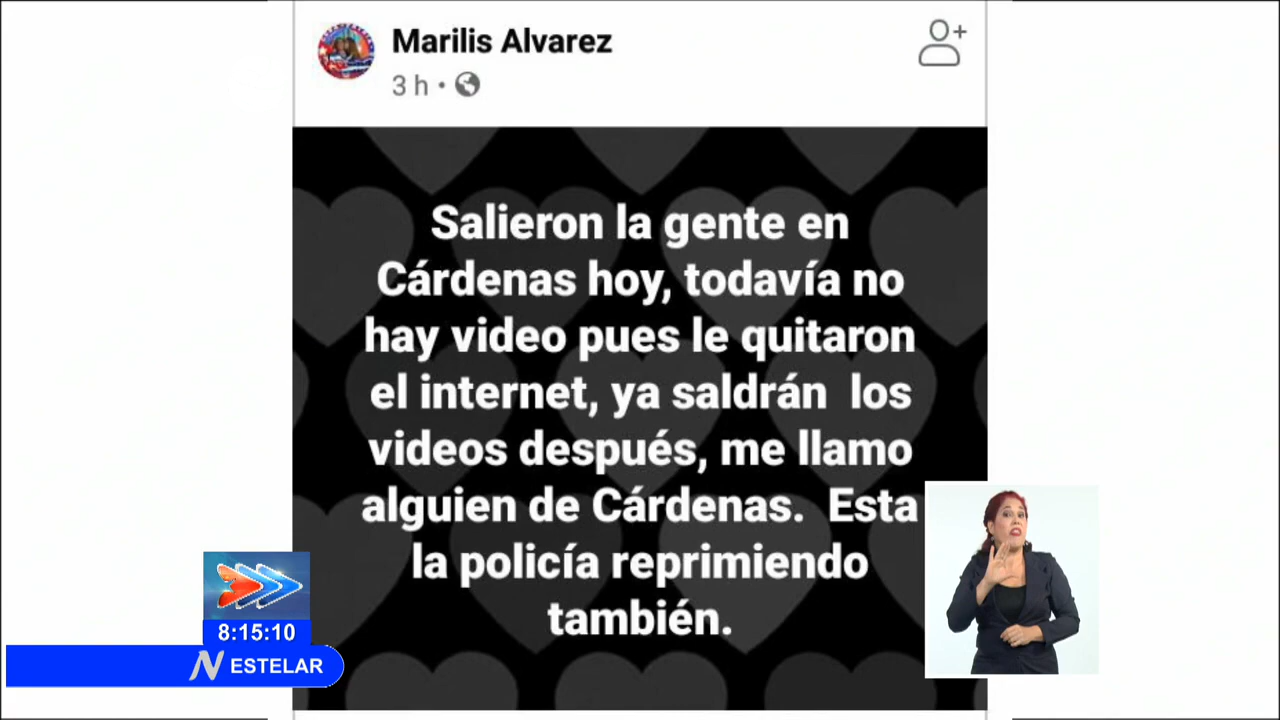 Marilis Alvarez
3 h •
Salieron la gente en
Cárdenas hoy, todavía no
hay video pues le quitaron
el internet, ya saldrán los
videos después, me llamo
alguien de Cárdenas. Esta
la policía reprimiendo
también.
8:15:10
N ESTELAR